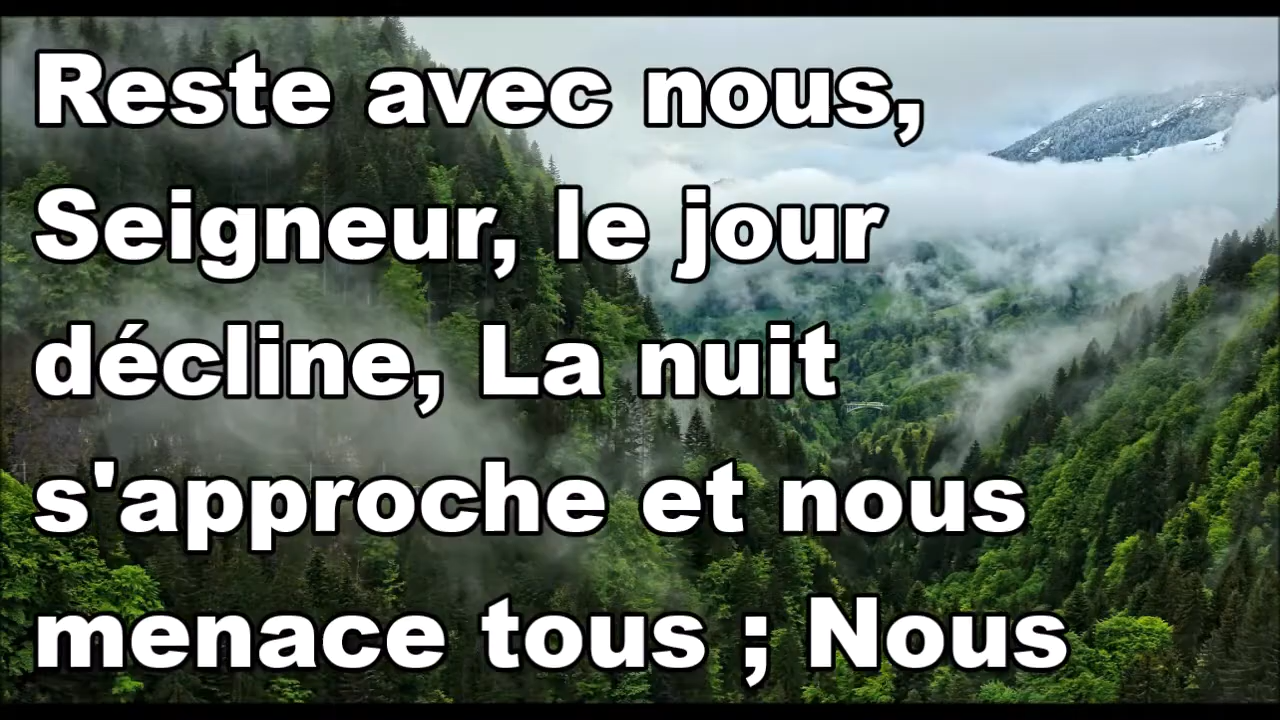 Reste avec nous,
Seigneur, le jour
décline, La nuit
s'approche et nous
menace tous ; Nous